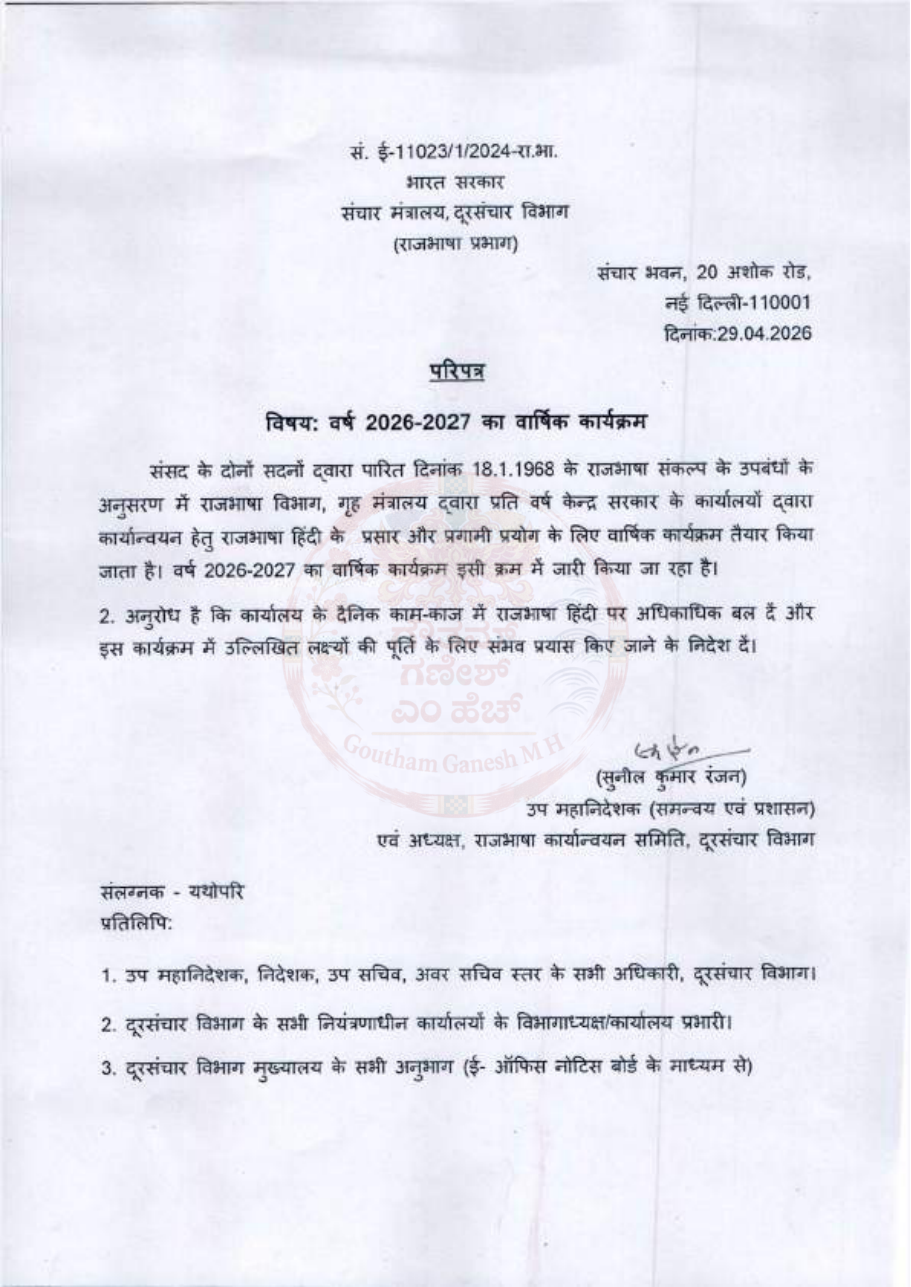 सं. ई-11023/1/2024-रा.भा.
भारत सरकार
संचार मंत्रालय, दूरसंचार विभाग
(राजभाषा प्रभाग)
संचार भवन, 20 अशोक रोड,
नई दिल्ली-110001
दिनांक:29.04.2026
परिपत्र
विषय: वर्ष 2026-2027 का वार्षिक कार्यक्रम
संसद के दोनों सदनों द्वारा पारित दिनांक 18.1.1968 के राजभाषा संकल्प के उपबंधों के
अनुसरण में राजभाषा विभाग, गृह मंत्रालय द्वारा प्रति वर्ष केन्द्र सरकार के कार्यालयों द्वारा
कार्यान्वयन हेतु राजभाषा हिंदी के प्रसार और प्रगामी प्रयोग के लिए वार्षिक कार्यक्रम तैयार किया
जाता है। वर्ष 2026-2027 का वार्षिक कार्यक्रम इसी क्रम में जारी किया जा रहा है।
2. अनुरोध है कि कार्यालय के दैनिक काम-काज में राजभाषा हिंदी पर अधिकाधिक बल दें और
इस कार्यक्रम में उल्लिखित लक्ष्यों की पूर्ति के लिए संभव प्रयास किए जाने के निदेश दें।
ಗಣೇಶ್
ಎಂ ಹೆಚ್
Goutham Ganesh M H
(सुनील कुमार रंजन)
उप महानिदेशक (समन्वय एवं प्रशासन)
एवं अध्यक्ष, राजभाषा कार्यान्वयन समिति, दूरसंचार विभाग
संलग्नक - यथोपरि
प्रतिलिपि:
1. उप महानिदेशक, निदेशक, उप सचिव, अवर सचिव स्तर के सभी अधिकारी, दूरसंचार विभाग।
2. दूरसंचार विभाग के सभी नियंत्रणाधीन कार्यालयों के विभागाध्यक्ष/कार्यालय प्रभारी।
3. दूरसंचार विभाग मुख्यालय के सभी अनुभाग (ई- ऑफिस नोटिस बोर्ड के माध्यम से)